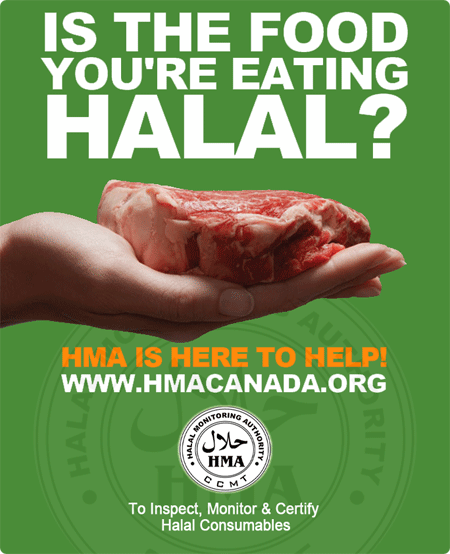 IS THE FOOD
YOU'RE EATING
HALAL?
HMA IS HERE TO HELP!
WWW.HMACANADA.ORG
HALAL MONITORING AUTHORITY
حلال
HMA
CCMT
To Inspect, Monitor & Certify
Halal Consumables